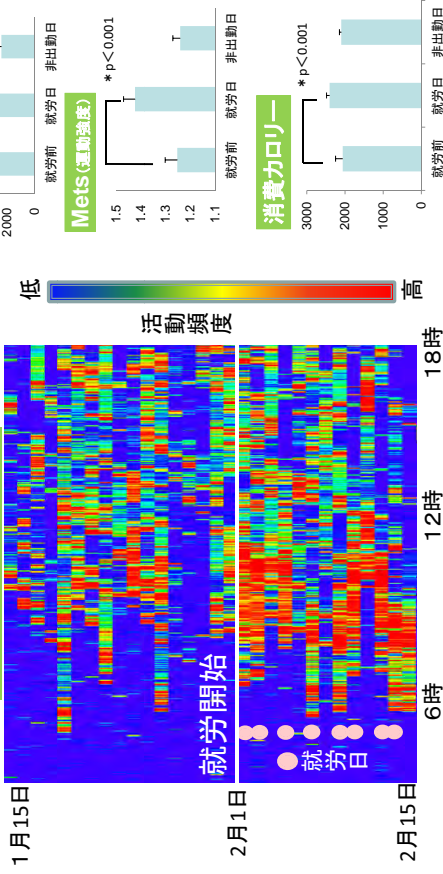 2000
0
就労前
就労日
非出勤日
Mets(運動強度)
*p<0.001
1.5
1.4
1.3
1.2
1.1
就労前
就労日
非出勤日
消費カロリー
*p<0.001
3000
2000
1000
0
就労前
就労日
非出勤日
低
活動頻度
高
1月15日
2月1日
2月15日
就労開始
就労日
6時
12時
18時